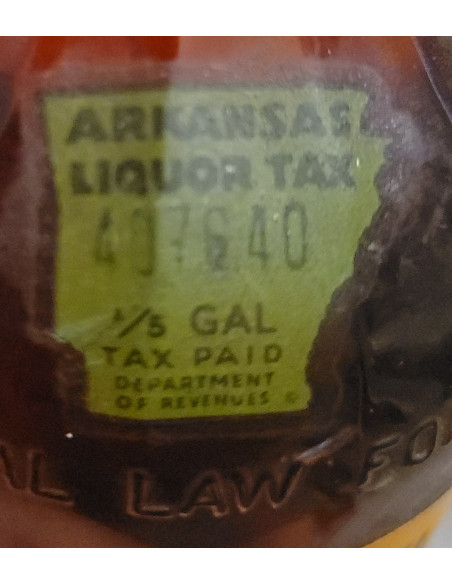 ARKANSAS
LIQUOR TAX
1/5 GAL
TAX PAID
DEPARTMENT
OF REVENUES ©
LAW